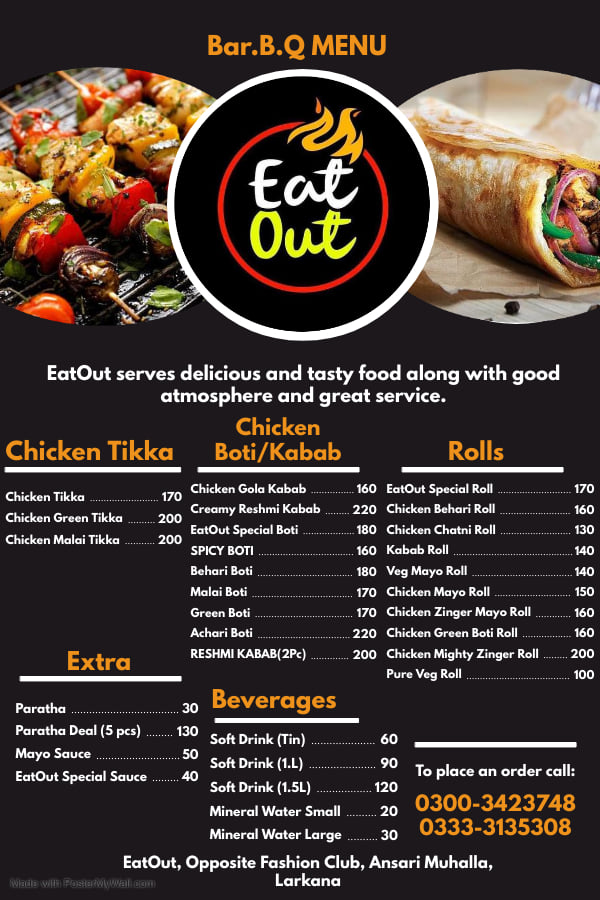 Bar.B.Q MENU
Eat
Out
EatOut serves delicious and tasty food along with good
atmosphere and great service.
Chicken Tikka
Chicken Tikka ................ 170
Chicken Green Tikka ......... 200
Chicken Malai Tikka .......... 200
Chicken
Boti/Kabab
Chicken Gola Kabab ............ 160
Creamy Reshmi Kabab ....... 220
EatOut Special Boti ............... 180
SPICY BOTI .......................... 160
Behari Boti .......................... 180
Malai Boti ............................ 170
Green Boti ........................... 170
Achari Boti .......................... 220
RESHMI KABAB(2Pc) ........... 200
Rolls
EatOut Special Roll ...................... 170
Chicken Behari Roll ..................... 160
Chicken Chatni Roll ..................... 130
Kabab Roll ................................... 140
Veg Mayo Roll .............................. 140
Chicken Mayo Roll ....................... 150
Chicken Zinger Mayo Roll ........... 160
Chicken Green Boti Roll ............... 160
Chicken Mighty Zinger Roll ........ 200
Pure Veg Roll ............................... 100
Extra
Paratha .............................. 30
Paratha Deal (5 pcs) ........ 130
Mayo Sauce ....................... 50
EatOut Special Sauce ........ 40
Beverages
Soft Drink (Tin) .................. 60
Soft Drink (1.L) ................... 90
Soft Drink (1.5L) ................ 120
Mineral Water Small .......... 20
Mineral Water Large .......... 30
To place an order call:
0300-3423748
0333-3135308
EatOut, Opposite Fashion Club, Ansari Muhalla,
Larkana
Made with PosterMyWall.com